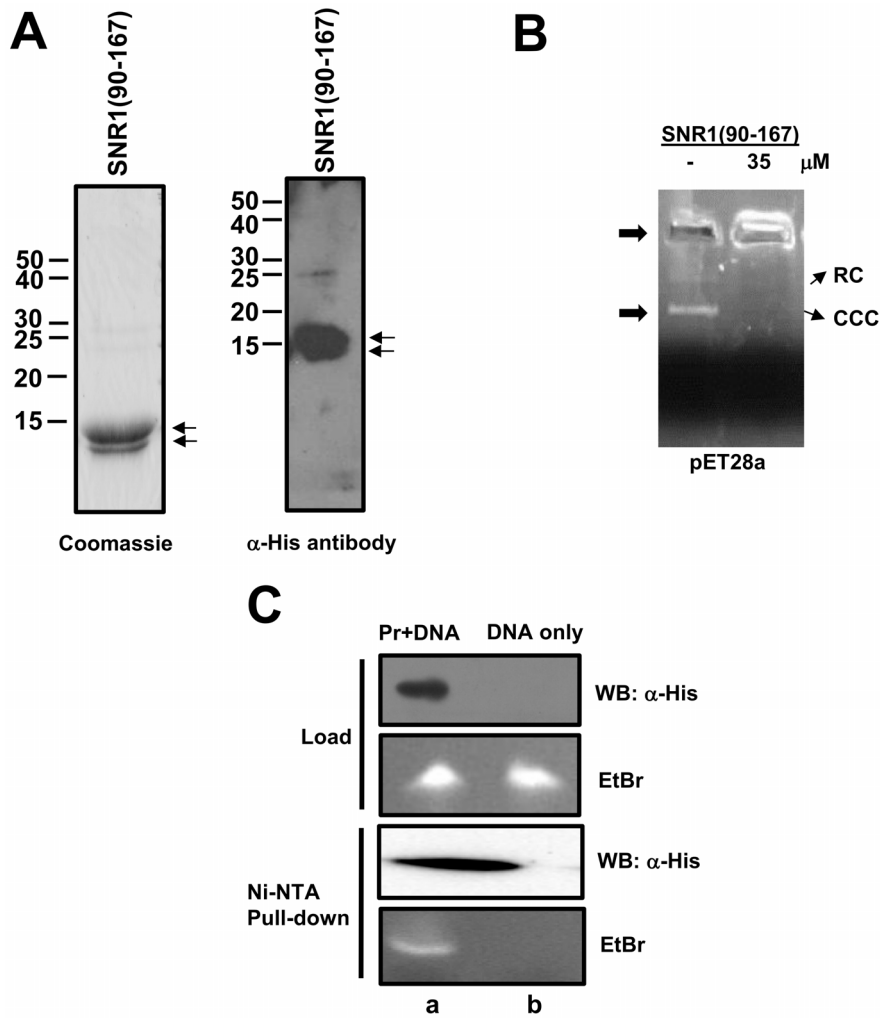 A
SNR1(90-167)
50
40
30
25
20
15
Coomassie
SNR1(90-167)
50
40
30
25
20
15
α-His antibody
B
SNR1(90-167)
- 35 μM
RC
CCC
pET28a
C
Pr+DNA DNA only
Load
WB: α-His
EtBr
Ni-NTA
Pull-down
WB: α-His
EtBr
a b